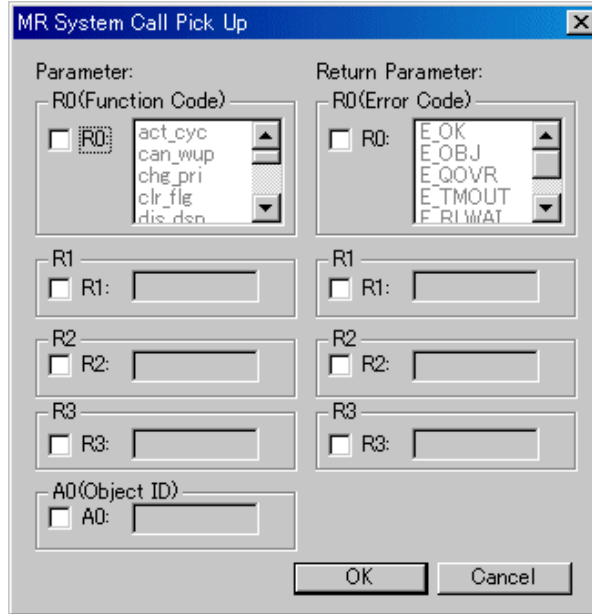 MR System Call Pick Up
Parameter:
R0(Function Code)
R0:
act_cyc
can_wup
chg_pri
clr_flg
dis_dsp
R1
R1:
R2
R2:
R3
R3:
A0(Object ID)
A0:
Return Parameter:
R0(Error Code)
R0:
E_OK
E_OBJ
E_QOVR
E_TMOUT
E_RLWAI
R1
R1:
R2
R2:
R3
R3:
OK
Cancel